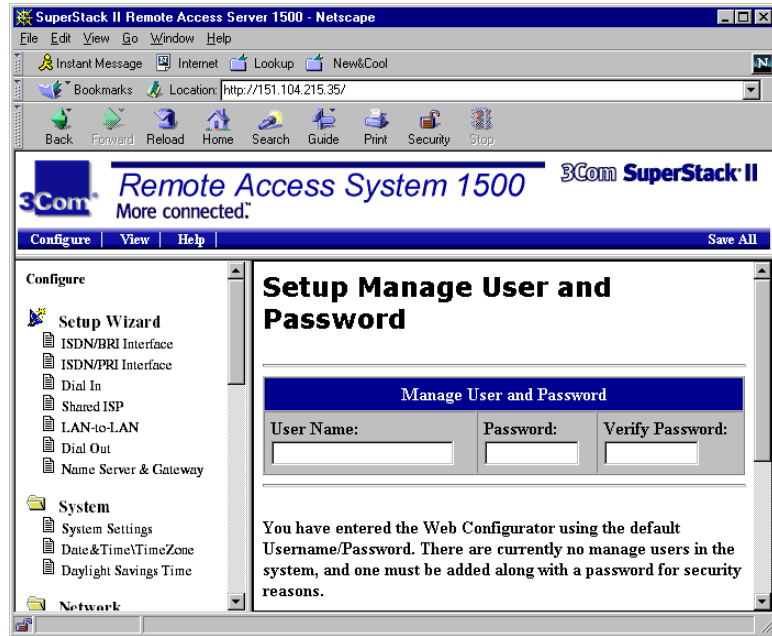 SuperStack II Remote Access Server 1500 - Netscape
File Edit View Go Window Help
Instant Message Internet Lookup New&Cool
Bookmarks Location: http://151.104.215.35/
Back Forward Reload Home Search Guide Print Security Stop
N
3Com
Remote Access System 1500
More connected.™
3Com SuperStack II
Configure View Help Save All
Configure
Setup Wizard
ISDN/BRI Interface
ISDN/PRI Interface
Dial In
Shared ISP
LAN-to-LAN
Dial Out
Name Server & Gateway
System
System Settings
Date&Time\TimeZone
Daylight Savings Time
Network
Setup Manage User and
Password
Manage User and Password
User Name: Password: Verify Password:
You have entered the Web Configurator using the default
Username/Password. There are currently no manage users in the
system, and one must be added along with a password for security
reasons.